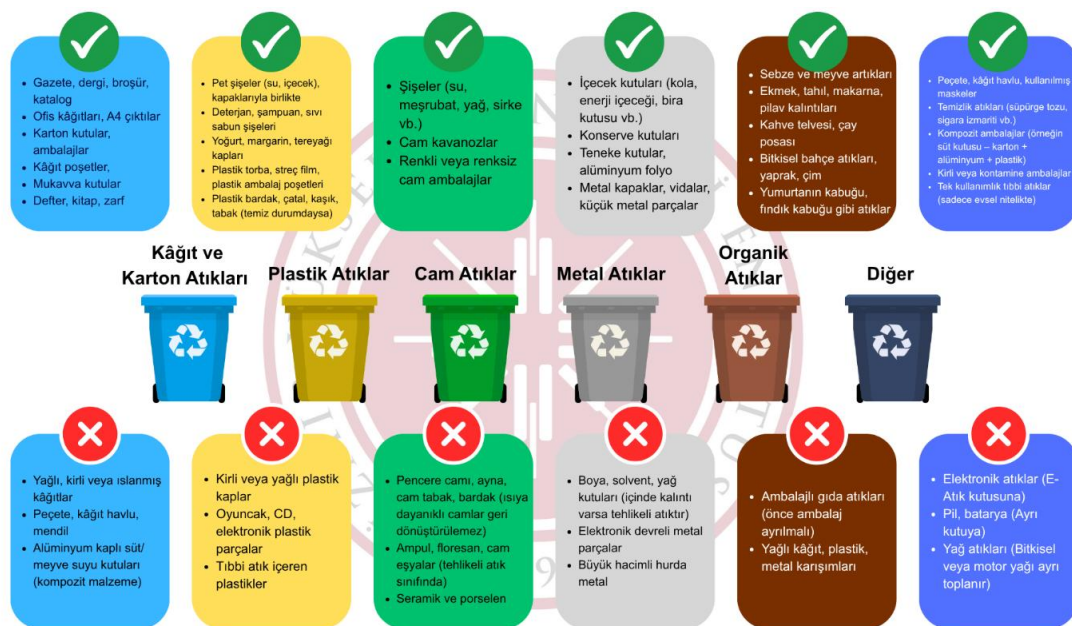 Gazete, dergi, broşür,
katalog
Ofis kâğıtları, A4 çıktılar
Karton kutular,
ambalajlar
Kâğıt poşetler,
Mukavva kutular
Defter, kitap, zarf
Pet şişeler (su, içecek),
kapaklarıyla birlikte
Deterjan, şampuan, sıvı
sabun şişeleri
Yoğurt, margarin, tereyağı
kapları
Plastik torba, streç film,
plastik ambalaj poşetleri
Plastik bardak, çatal, kaşık,
tabak (temiz durumdaysa)
Şişeler (su,
meşrubat, yağ, sirke
vb.)
Cam kavanozlar
Renkli veya renksiz
cam ambalajlar
İçecek kutuları (kola,
enerji içeceği, bira
kutusu vb.)
Konserve kutuları
Teneke kutular,
alüminyum folyo
Metal kapaklar, vidalar,
küçük metal parçalar
Sebze ve meyve artıkları
Ekmek, tahıl, makarna,
pilav kalıntıları
Kahve telvesi, çay
posası
Bitkisel bahçe atıkları,
yaprak, çim
Yumurtanın kabuğu,
fındık kabuğu gibi atıklar
Peçete, kâğıt havlu, kullanılmış
maskeler
Temizlik atıkları (süpürge tozu,
sigara izmariti vb.)
Kompozit ambalajlar (örneğin
süt kutusu – karton +
alüminyum + plastik)
Kirli veya kontamine ambalajlar
Tek kullanımlık tıbbi atıklar
(sadece evsel nitelikte)
Kâğıt ve
Karton Atıkları
Plastik Atıklar
Cam Atıklar
Metal Atıklar
Organik
Atıklar
Diğer
Yağlı, kirli veya ıslanmış
kâğıtlar
Peçete, kâğıt havlu,
mendil
Alüminyum kaplı süt/
meyve suyu kutuları
(kompozit malzeme)
Kirli veya yağlı plastik
kaplar
Oyuncak, CD,
elektronik plastik
parçalar
Tıbbi atık içeren
plastikler
Pencere camı, ayna,
cam tabak, bardak (ısıya
dayanıklı camlar geri
dönüştürülemez)
Ampul, floresan, cam
eşyalar (tehlikeli atık
sınıfında)
Seramik ve porselen
Boya, solvent, yağ
kutuları (içinde kalıntı
varsa tehlikeli atıktır)
Elektronik devreli metal
parçalar
Büyük hacimli hurda
metal
Ambalajlı gıda atıkları
(önce ambalaj
ayrılmalı)
Yağlı kâğıt, plastik,
metal karışımları
Elektronik atıklar (E-
Atık kutusuna)
Pil, batarya (Ayrı
kutuya)
Yağ atıkları (Bitkisel
veya motor yağı ayrı
toplanır)